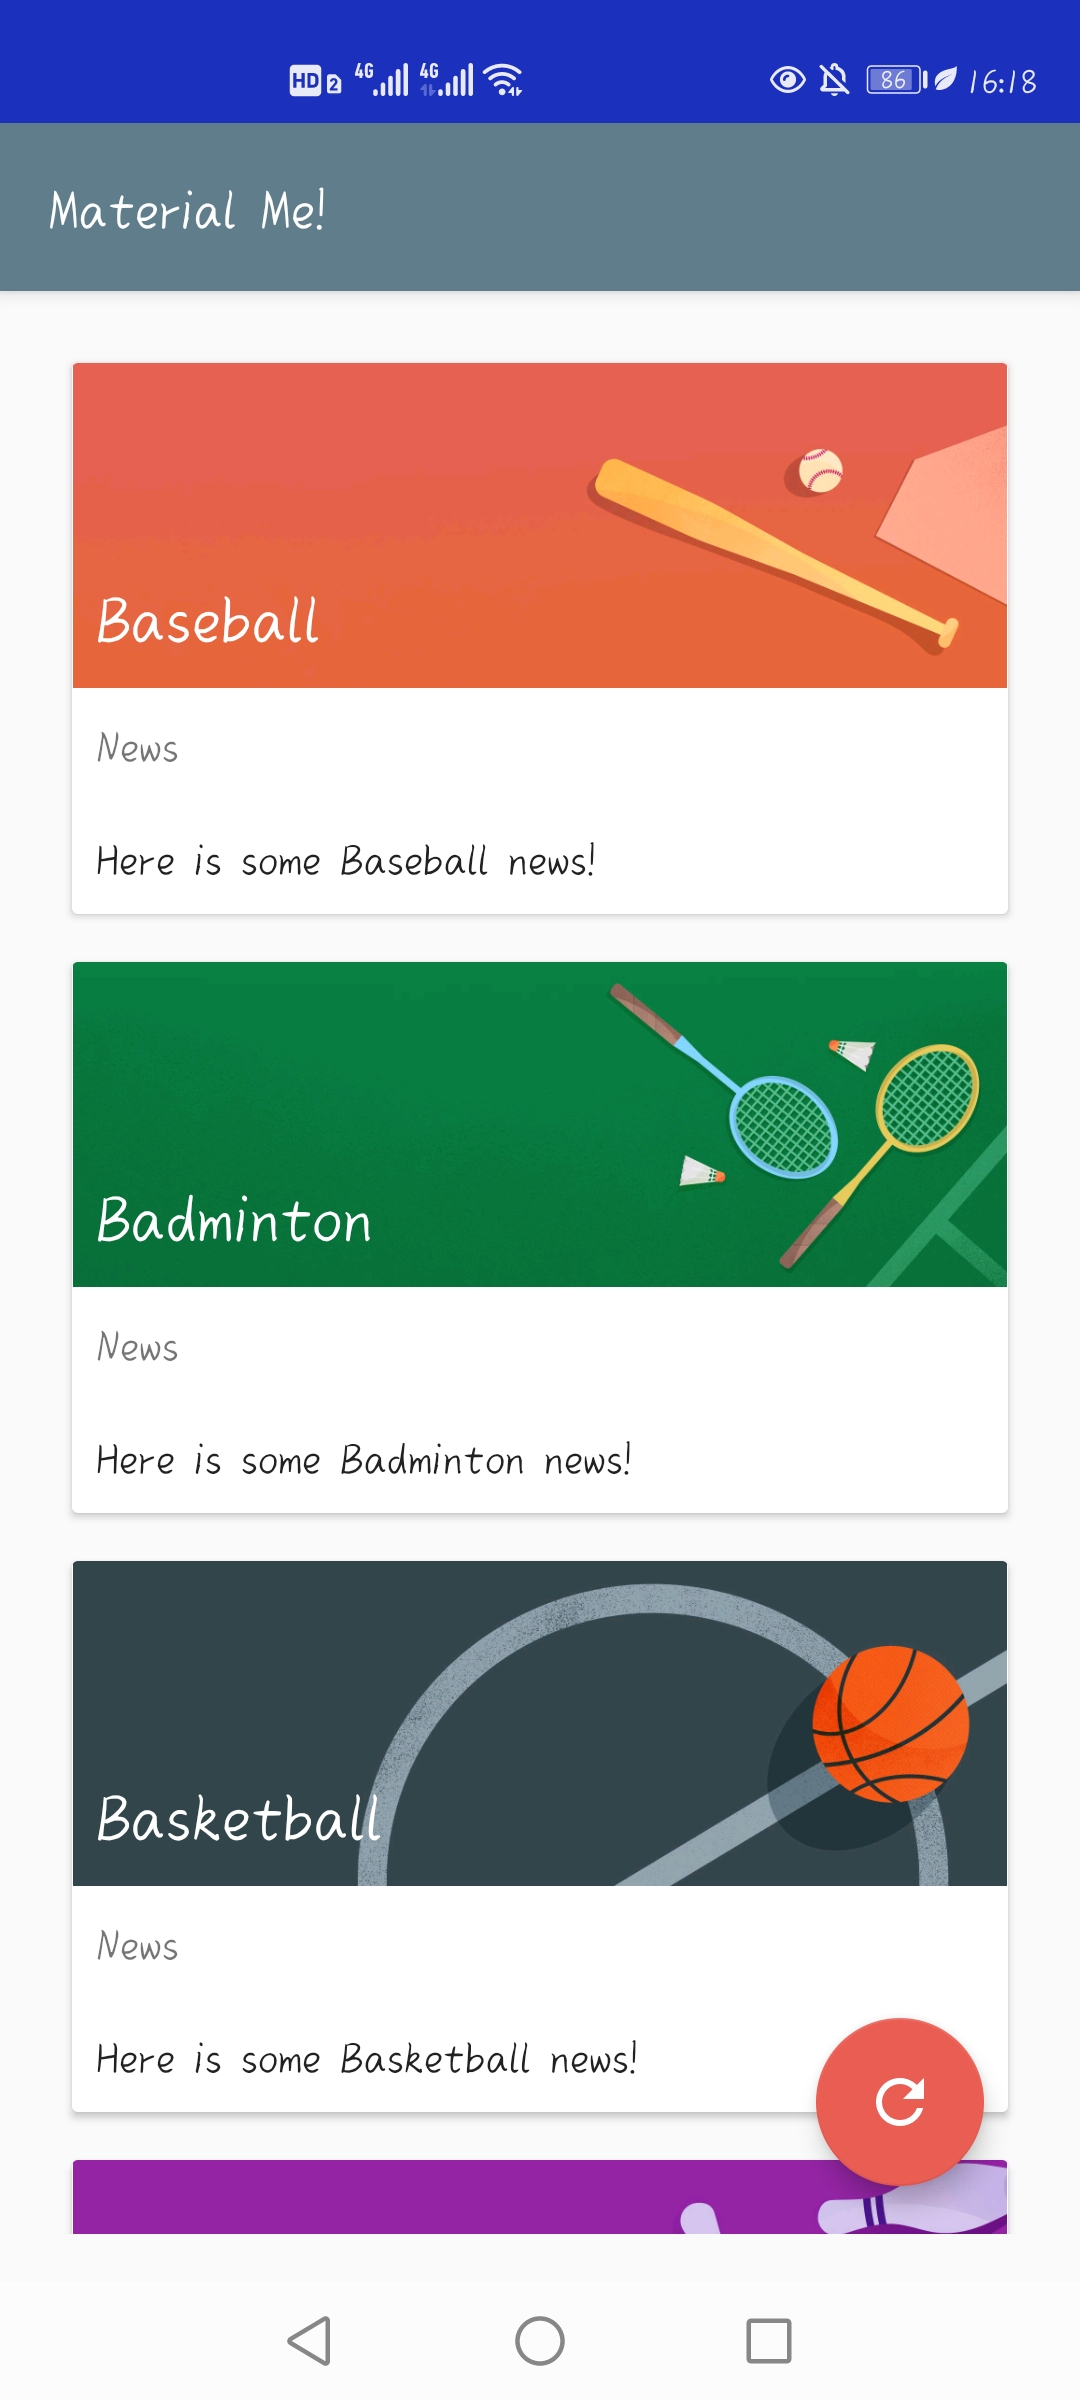 HD 2 4G 4G 86 16:18
Material Me!
Baseball
News
Here is some Baseball news!
Badminton
News
Here is some Badminton news!
Basketball
News
Here is some Basketball news!